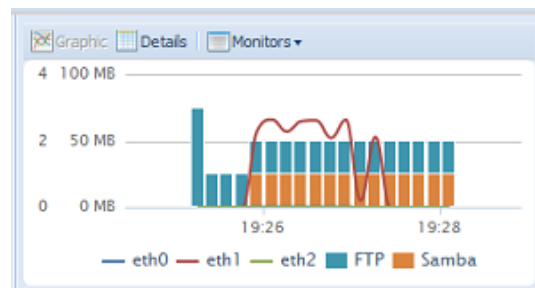 Graphic Details Monitors
4 100 MB
2 50 MB
0 0 MB
19:26 19:28
eth0 eth1 eth2 FTP Samba